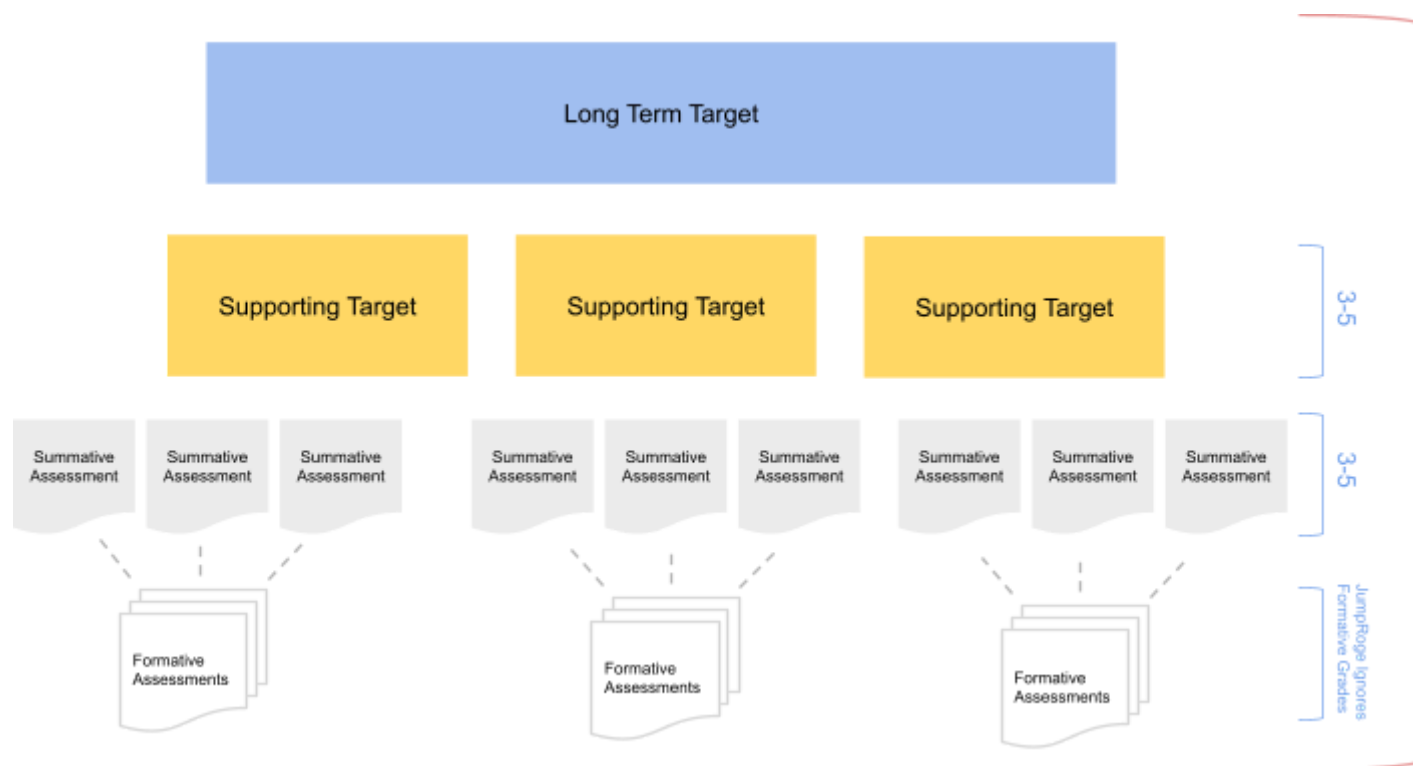 Long Term Target
Supporting Target
Supporting Target
Supporting Target
3-5
Summative
Assessment
Summative
Assessment
Summative
Assessment
Summative
Assessment
Summative
Assessment
Summative
Assessment
Summative
Assessment
Summative
Assessment
Summative
Assessment
3-5
Formative
Assessments
Formative
Assessments
Formative
Assessments
JumpRoge Ignores
Formative Grades